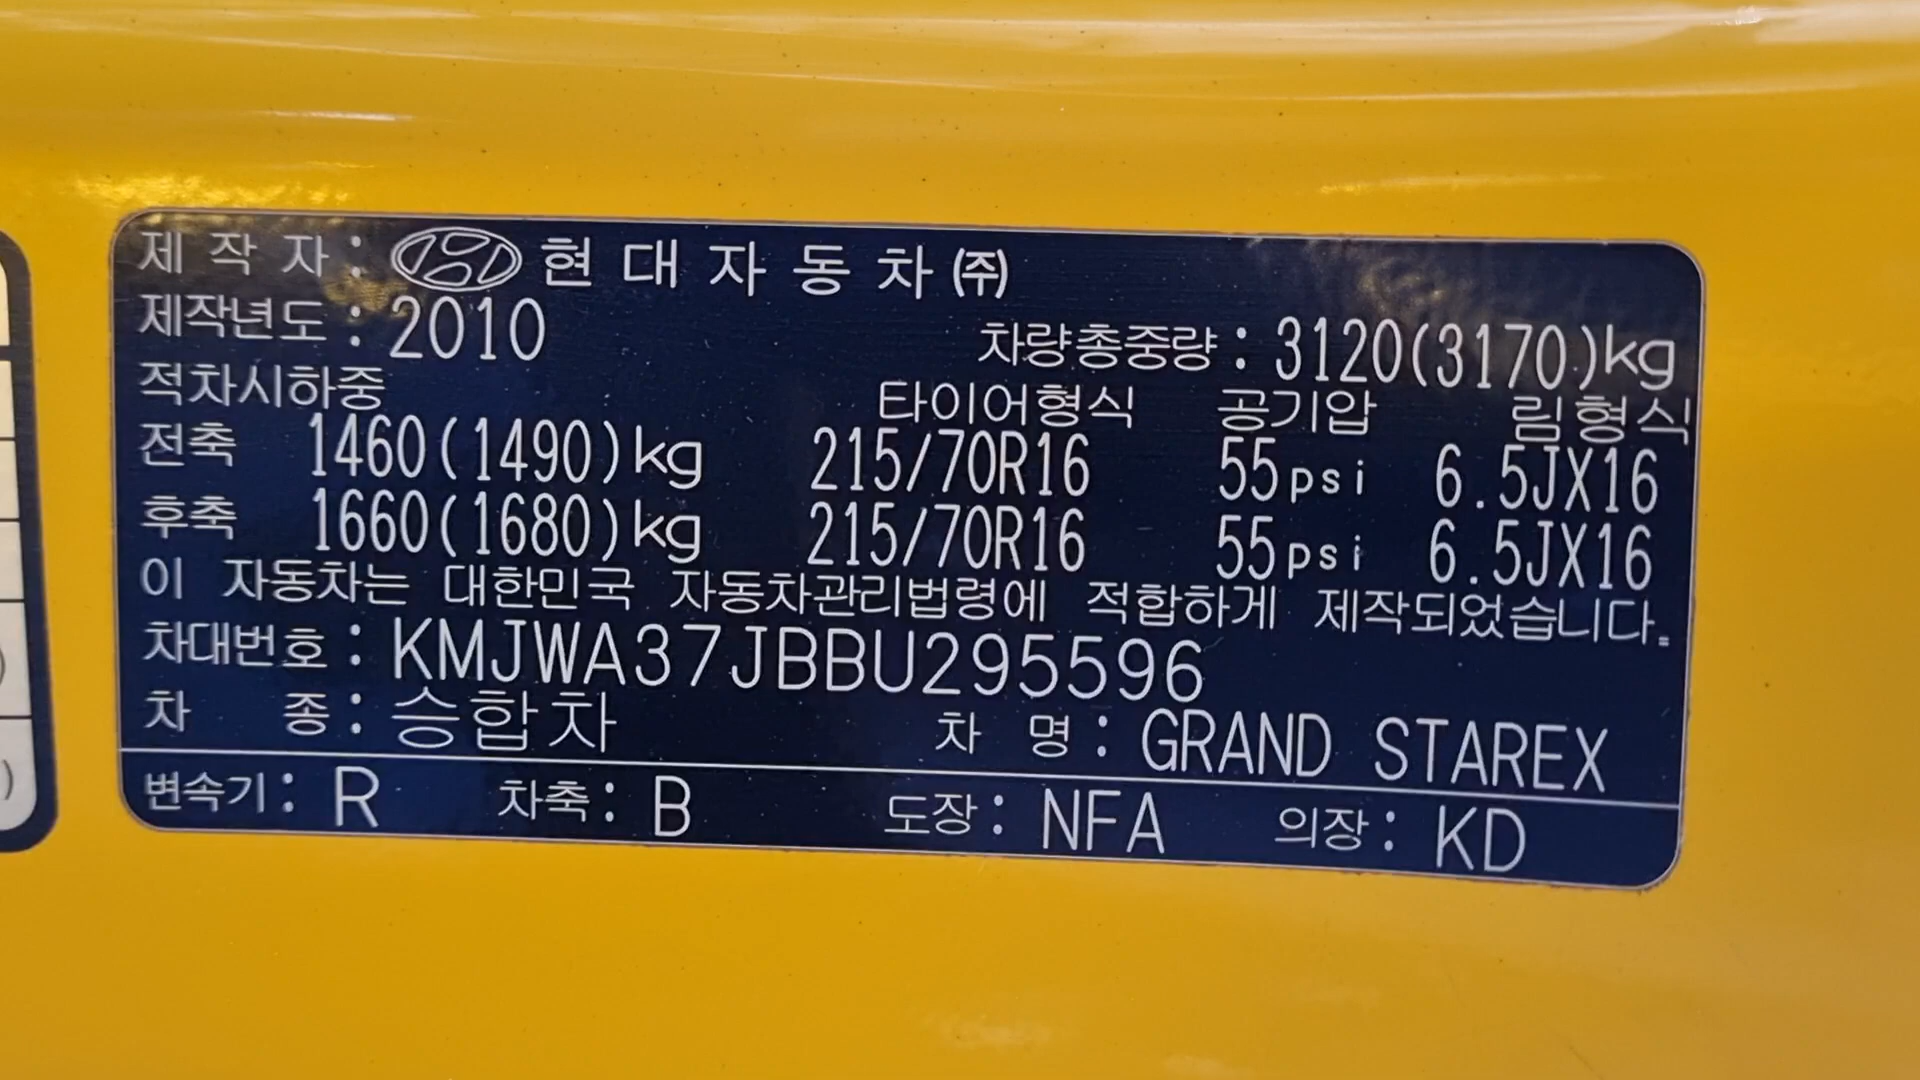 제 작 자 : 현 대 자 동 차 ㈜
제작년도 : 2010 차량총중량 : 3120(3170)kg
적차시하중 타이어형식 공기압 림형식
전축 1460(1490)kg 215/70R16 55psi 6.5JX16
후축 1660(1680)kg 215/70R16 55psi 6.5JX16
이 자동차는 대한민국 자동차관리법령에 적합하게 제작되었습니다.
차대번호 : KMJWA37JBBU295596
차 종 : 승합차 차 명 : GRAND STAREX
변속기 : R 차축 : B 도장 : NFA 의장 : KD